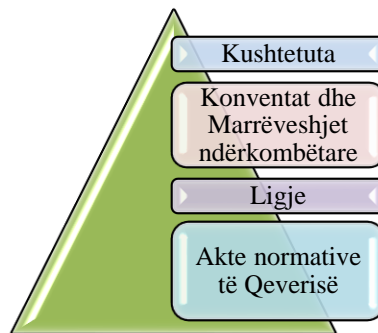 Kushtetuta
Konventat dhe
Marrëveshjet
ndërkombëtare
Ligje
Akte normative
të Qeverisë